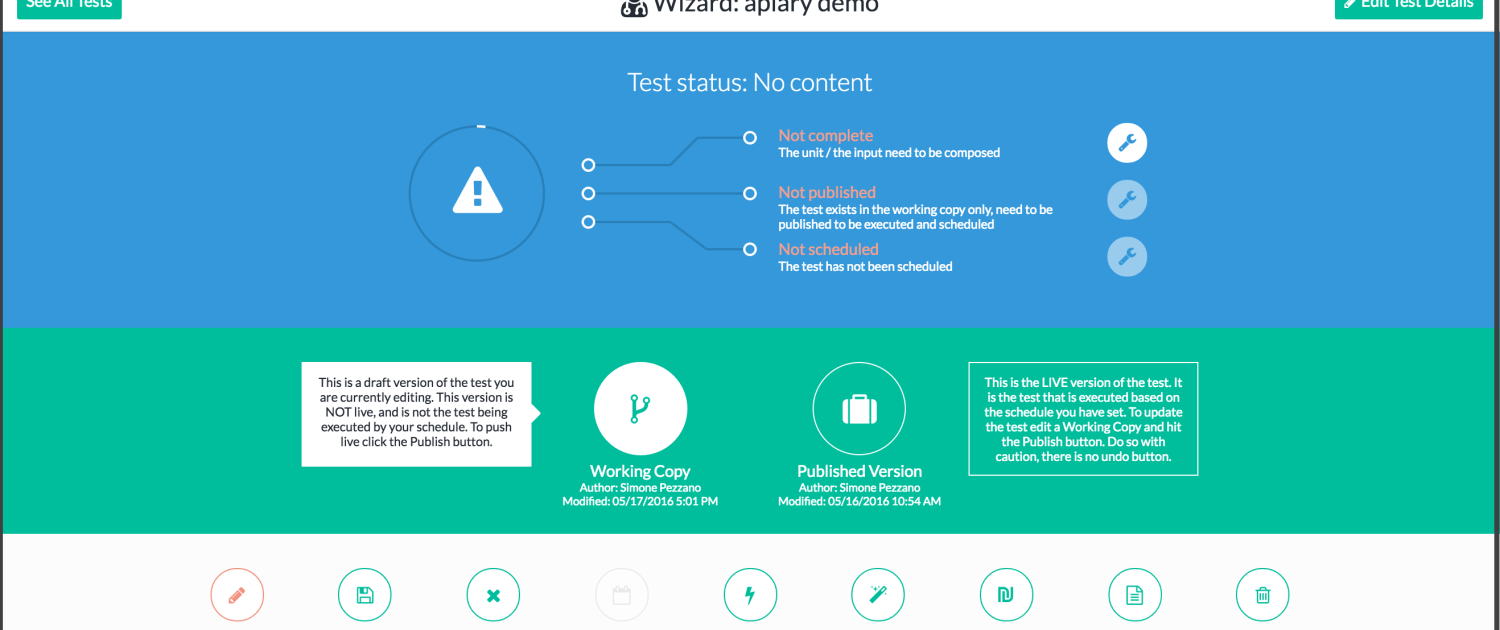 See All Tests
Wizard: apiary demo
Edit Test Details
Test status: No content
Not complete
The unit / the input need to be composed
Not published
The test exists in the working copy only, need to be
published to be executed and scheduled
Not scheduled
The test has not been scheduled
This is a draft version of the test you
are currently editing. This version is
NOT live, and is not the test being
executed by your schedule. To push
live click the Publish button.
Working Copy
Author: Simone Pezzano
Modified: 05/17/2016 5:01 PM
Published Version
Author: Simone Pezzano
Modified: 05/16/2016 10:54 AM
This is the LIVE version of the test. It
is the test that is executed based on
the schedule you have set. To update
the test edit a Working Copy and hit
the Publish button. Do so with
caution, there is no undo button.